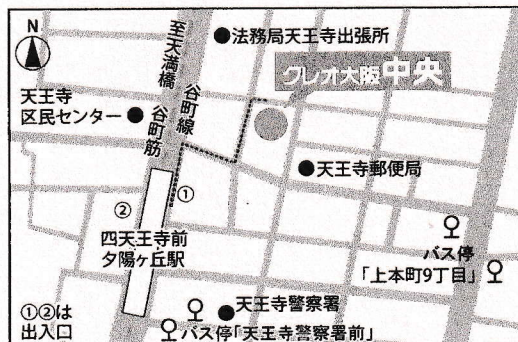 N
至天満橋
谷町線
谷町筋
法務局天王寺出張所
クレオ大阪中央
天王寺
区民センター
天王寺郵便局
①
②
四天王寺前
夕陽ヶ丘駅
バス停
「上本町9丁目」
天王寺警察署
バス停「天王寺警察署前」
①②は
出入口